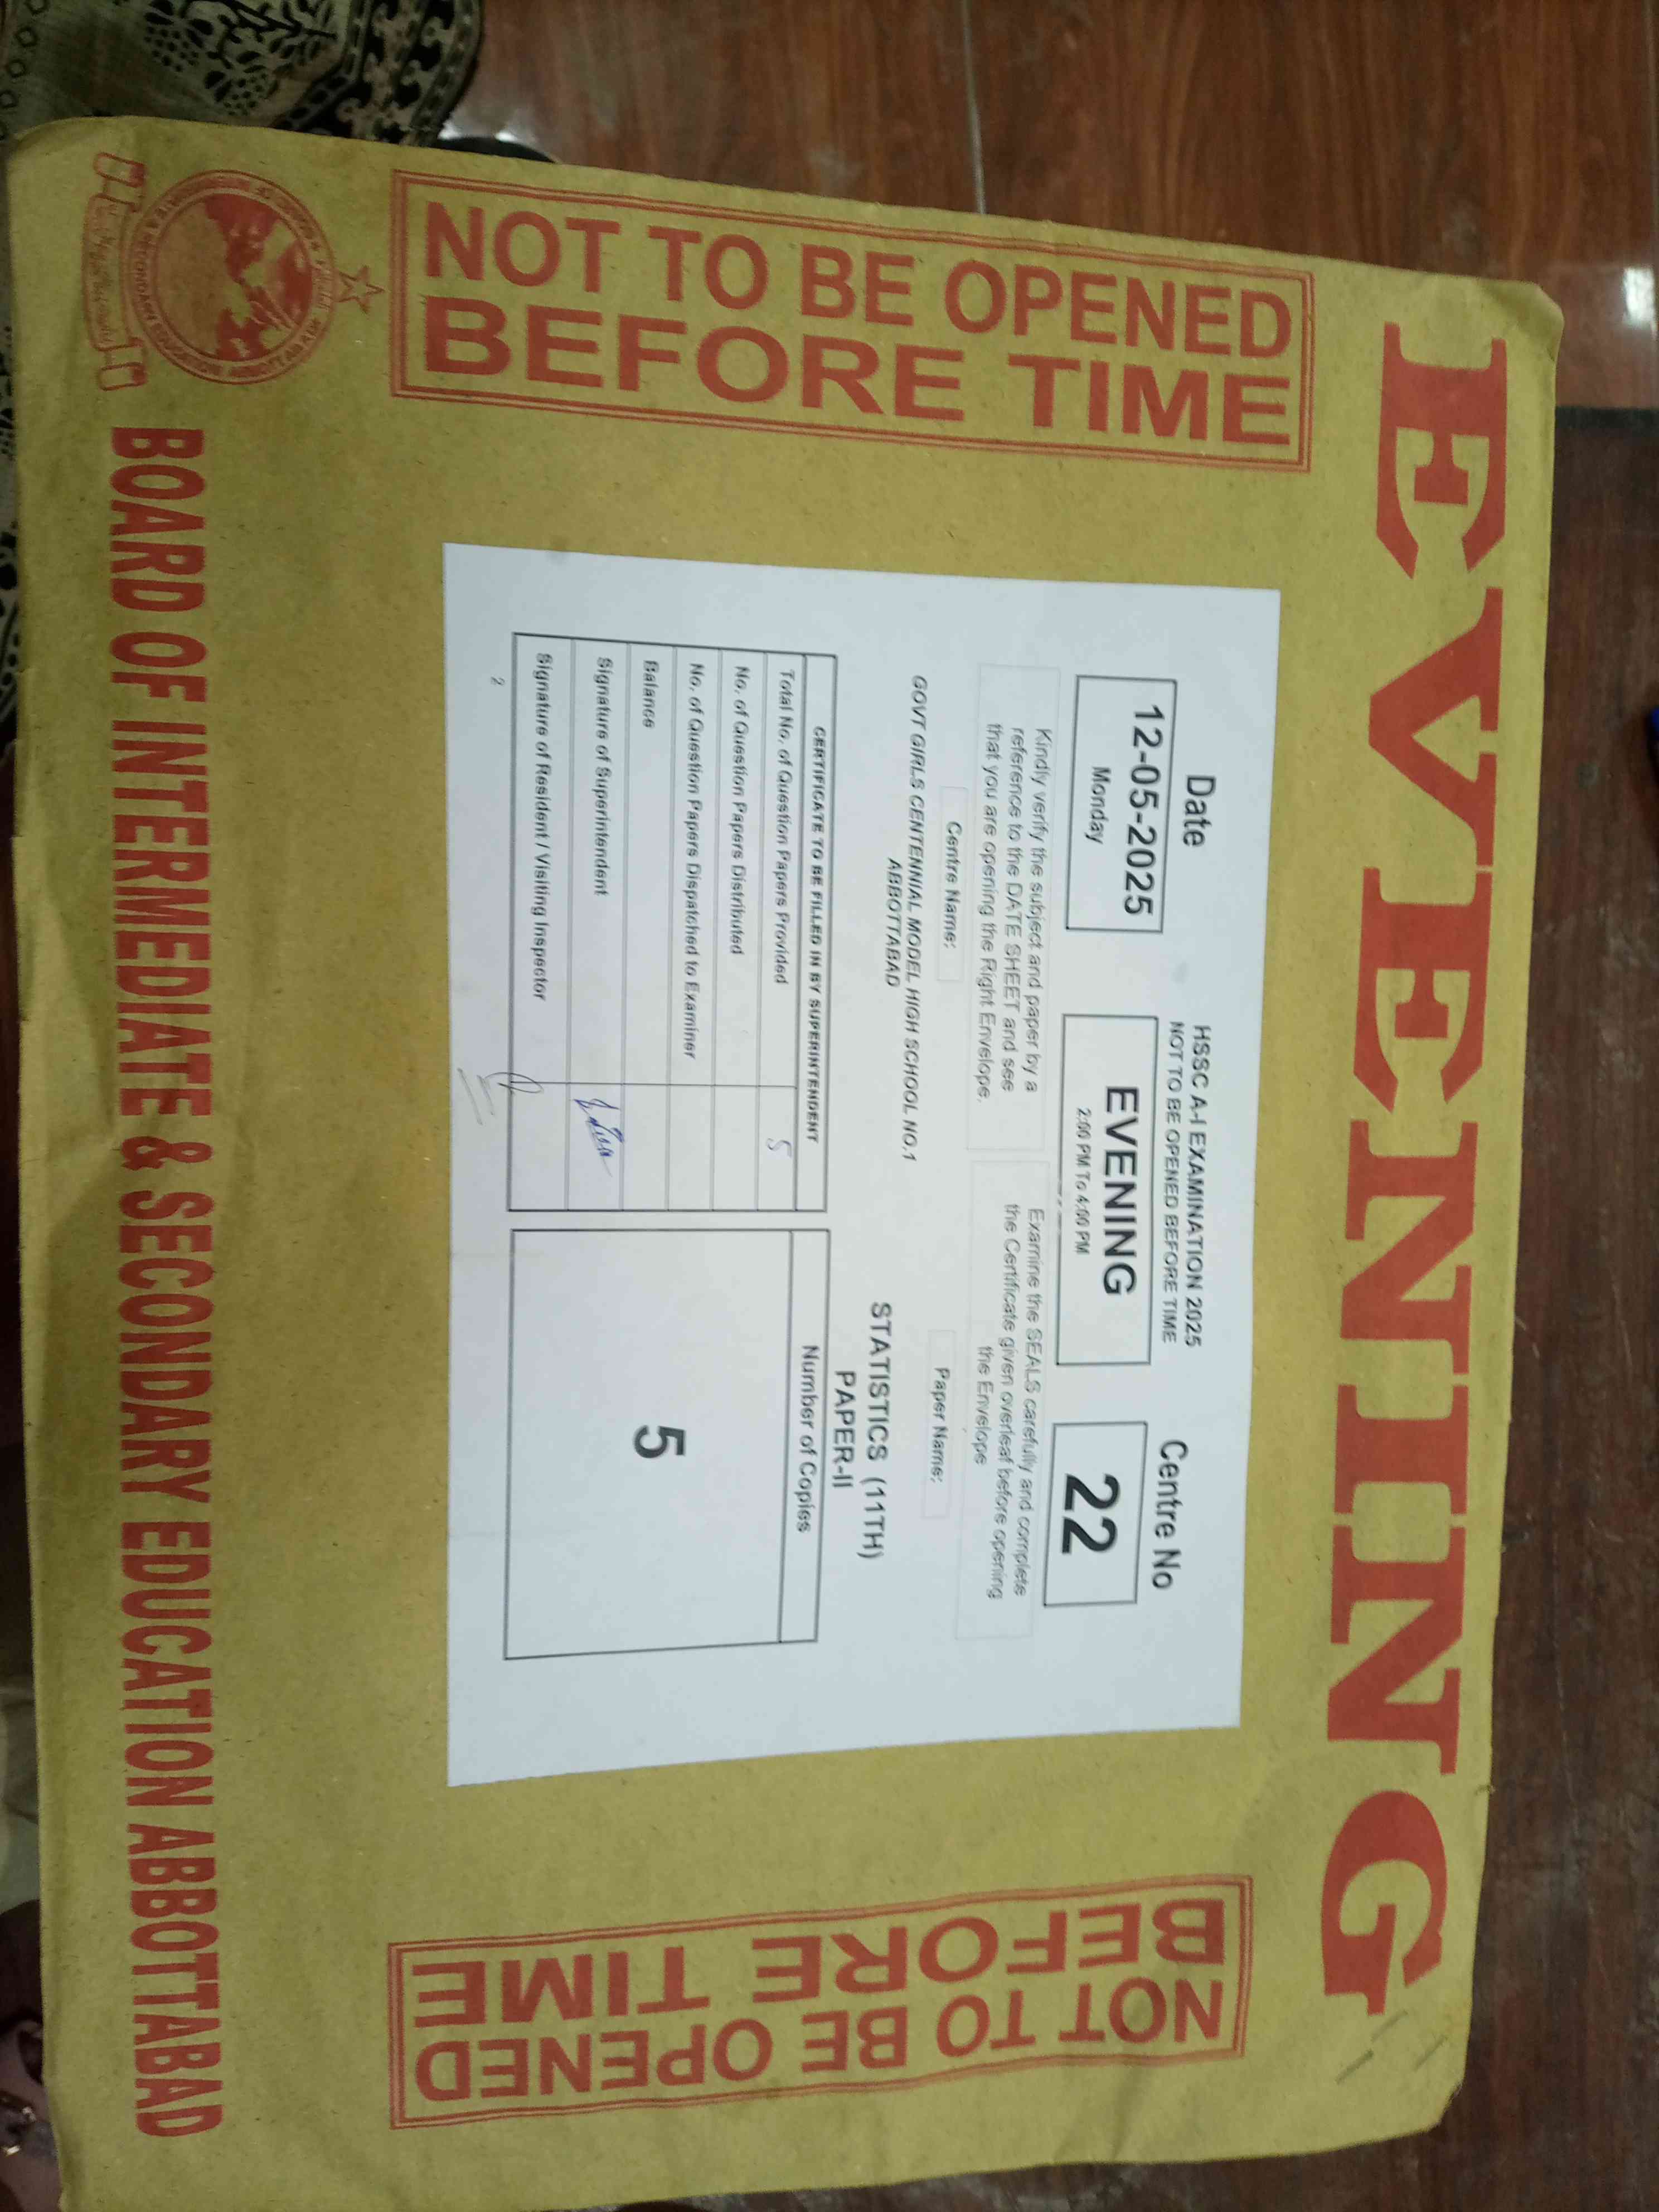 EVENING
NOT TO BE OPENED
BEFORE TIME
Date
12-05-2025
Monday
HSSC A-I EXAMINATION 2025
NOT TO BE OPENED BEFORE TIME
EVENING
2:00 PM To 4:00 PM
Centre No
22
Kindly verify the subject and paper by a
reference to the DATE SHEET and see
that you are opening the Right Envelope.
Examine the SEALS carefully and complete
the Certificate given overleaf before opening
the Envelope
Centre Name:
GOVT GIRLS CENTENNIAL MODEL HIGH SCHOOL NO.1
ABBOTTABAD
Paper Name:
STATISTICS (11TH)
PAPER-II
CERTIFICATE TO BE FILLED IN BY SUPERINTENDENT
Total No. of Question Papers Provided 5
No. of Question Papers Distributed
No. of Question Papers Dispatched to Examiner
Balance
Signature of Superintendent
Signature of Resident / Visiting Inspector
2
Number of Copies
5
NOT TO BE OPENED
BEFORE TIME
BOARD OF INTERMEDIATE & SECONDARY EDUCATION ABBOTTABAD